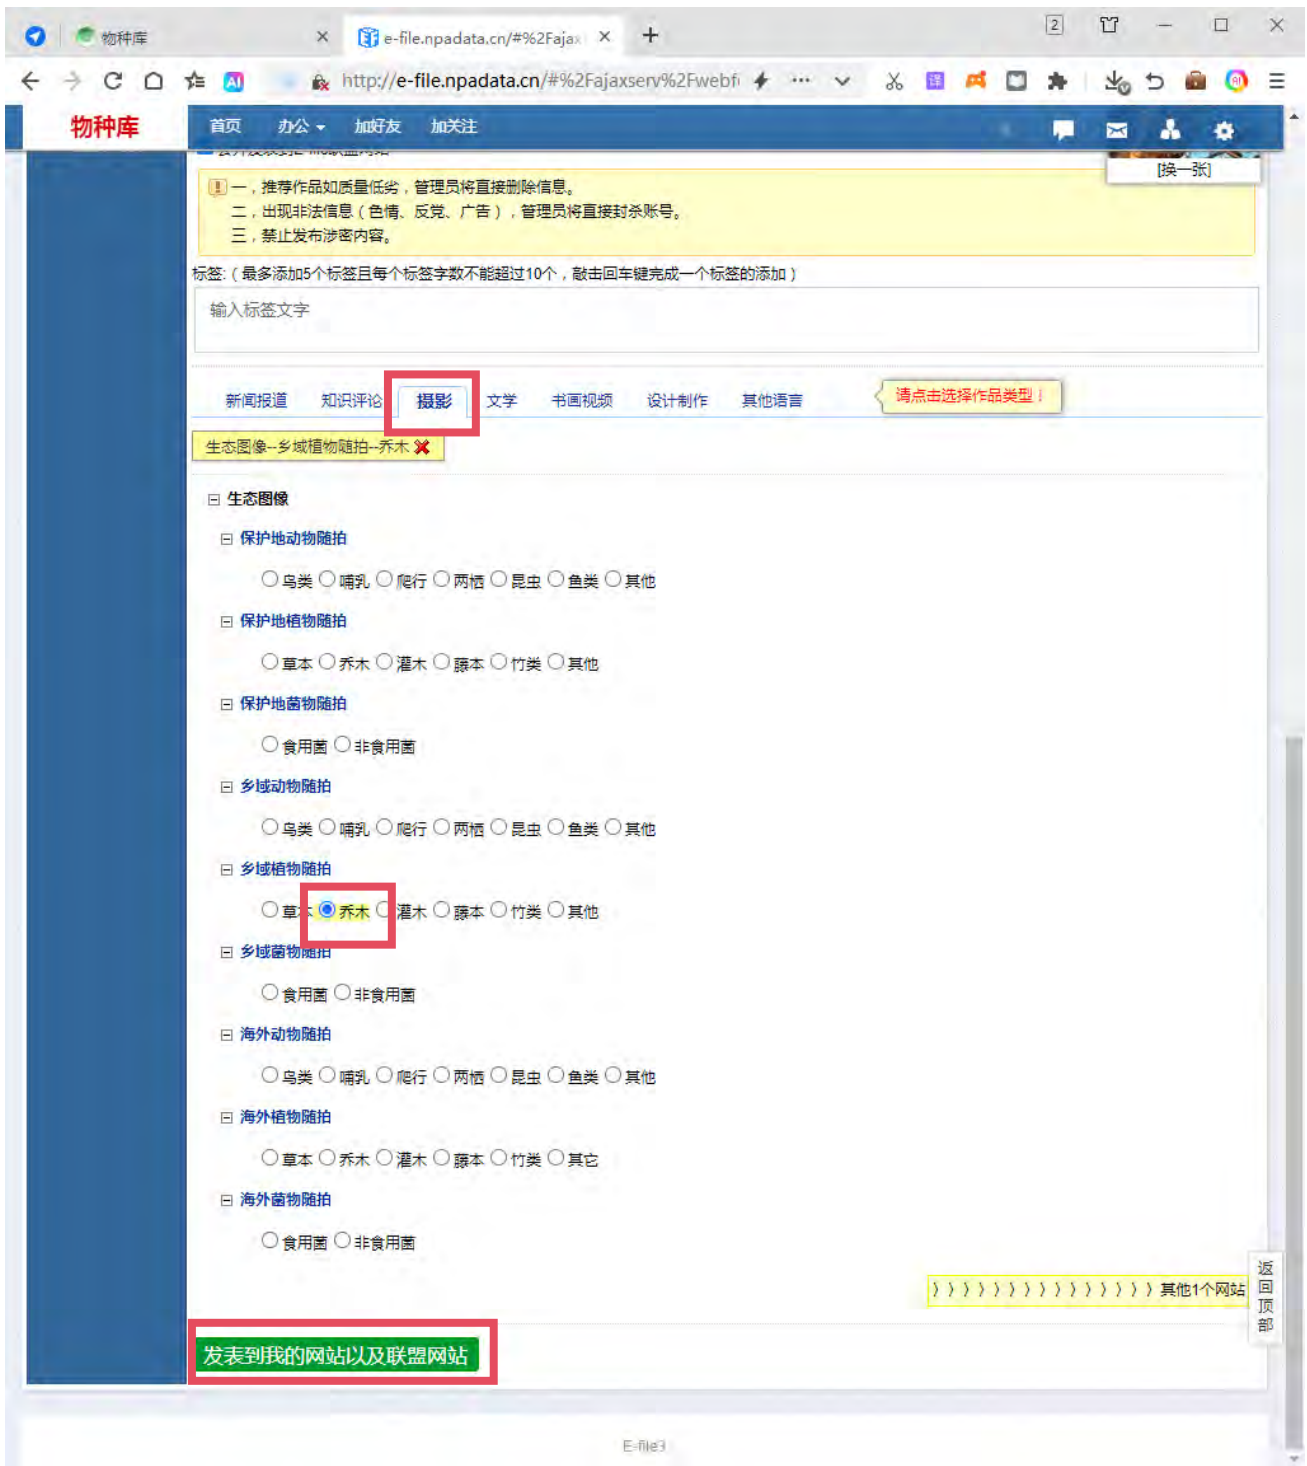 物种库
e-file.npadata.cn/#%2Fajax
2
http://e-file.npadata.cn/#%2Fajaxserv%2Fwebfi
物种库
首页 办公 加好友 加关注
[换一张]
一，推荐作品如质量低劣，管理员将直接删除信息。
二，出现非法信息（色情、反党、广告），管理员将直接封杀账号。
三，禁止发布涉密内容。
标签:（最多添加5个标签且每个标签字数不能超过10个，敲击回车键完成一个标签的添加）
输入标签文字
新闻报道 知识评论 摄影 文学 书画视频 设计制作 其他语言 请点击选择作品类型！
生态图像--乡域植物随拍--乔木
生态图像
保护地动物随拍
鸟类 哺乳 爬行 两栖 昆虫 鱼类 其他
保护地植物随拍
草本 乔木 灌木 藤本 竹类 其他
保护地菌物随拍
食用菌 非食用菌
乡域动物随拍
鸟类 哺乳 爬行 两栖 昆虫 鱼类 其他
乡域植物随拍
草本 乔木 灌木 藤本 竹类 其他
乡域菌物随拍
食用菌 非食用菌
海外动物随拍
鸟类 哺乳 爬行 两栖 昆虫 鱼类 其他
海外植物随拍
草本 乔木 灌木 藤本 竹类 其它
海外菌物随拍
食用菌 非食用菌
》》》》》》》》》》》》》》》其他1个网站
返回顶部
发表到我的网站以及联盟网站
E-file3